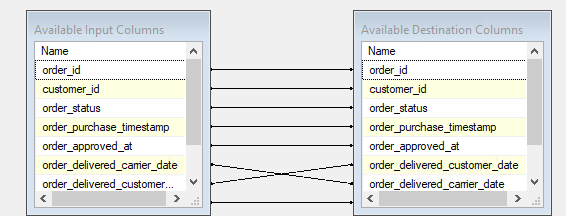 Available Input Columns
Name
order_id
customer_id
order_status
order_purchase_timestamp
order_approved_at
order_delivered_carrier_date
order_delivered_customer...
Available Destination Columns
Name
order_id
customer_id
order_status
order_purchase_timestamp
order_approved_at
order_delivered_customer_date
order_delivered_carrier_date